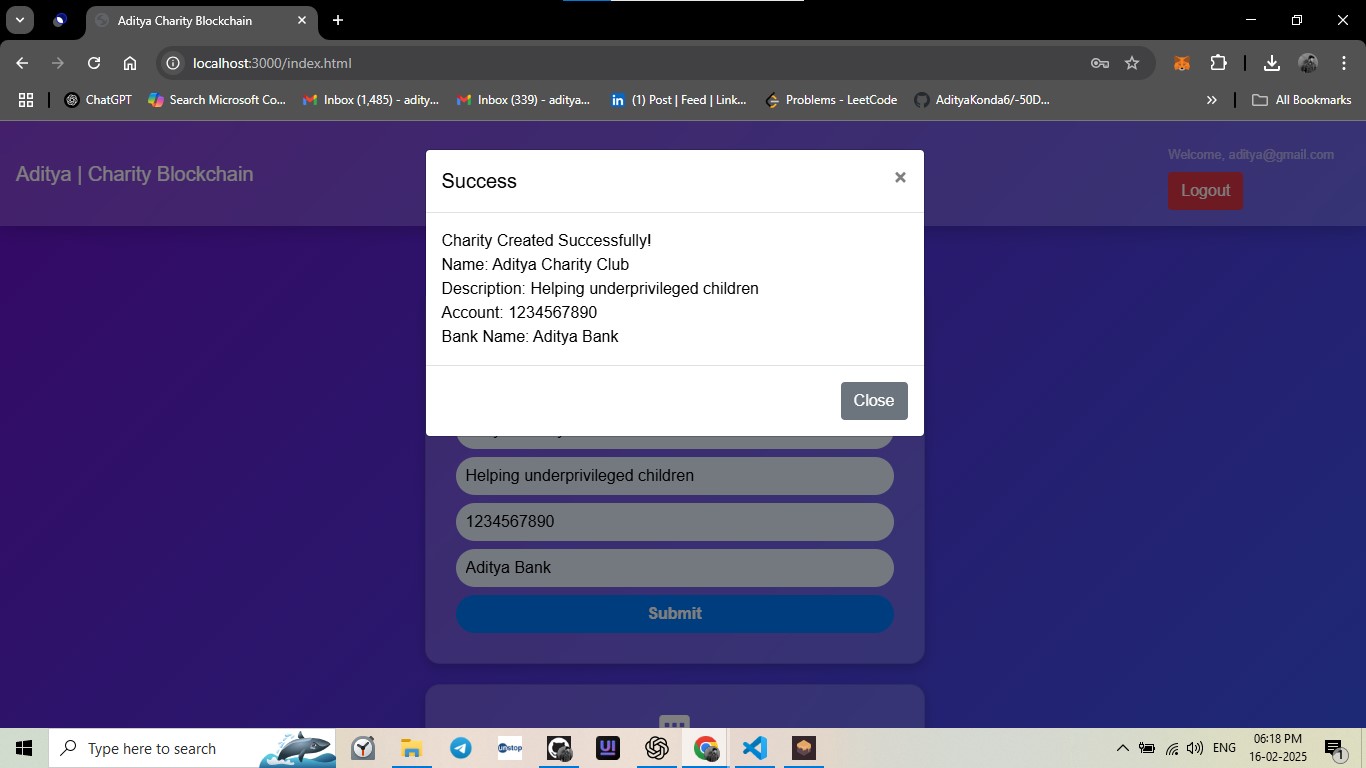 Aditya Charity Blockchain
localhost:3000/index.html
ChatGPT
Search Microsoft Co...
Inbox (1,485) - adity...
Inbox (339) - aditya...
(1) Post | Feed | Link...
Problems - LeetCode
AdityaKonda6/-50D...
All Bookmarks
Aditya | Charity Blockchain
Welcome, aditya@gmail.com
Logout
Success
Charity Created Successfully!
Name: Aditya Charity Club
Description: Helping underprivileged children
Account: 1234567890
Bank Name: Aditya Bank
Close
Helping underprivileged children
1234567890
Aditya Bank
Submit
Type here to search
unstop
UI
ENG
06:18 PM
16-02-2025
1